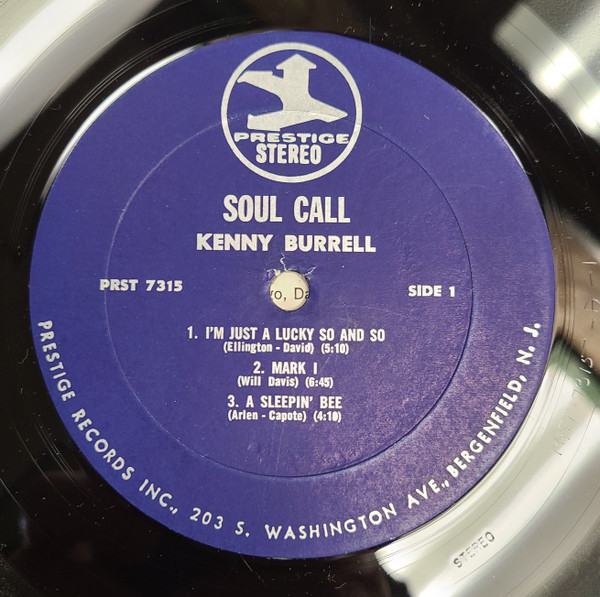 PRESTIGE
STEREO
SOUL CALL
KENNY BURRELL
PRST 7315
SIDE 1
1. I'M JUST A LUCKY SO AND SO
(Ellington - David) (5:10)
2. MARK I
(Will Davis) (6:45)
3. A SLEEPIN' BEE
(Arlen - Capote) (4:10)
PRESTIGE RECORDS INC., 203 S. WASHINGTON AVE., BERGENFIELD, N. J.
STEREO